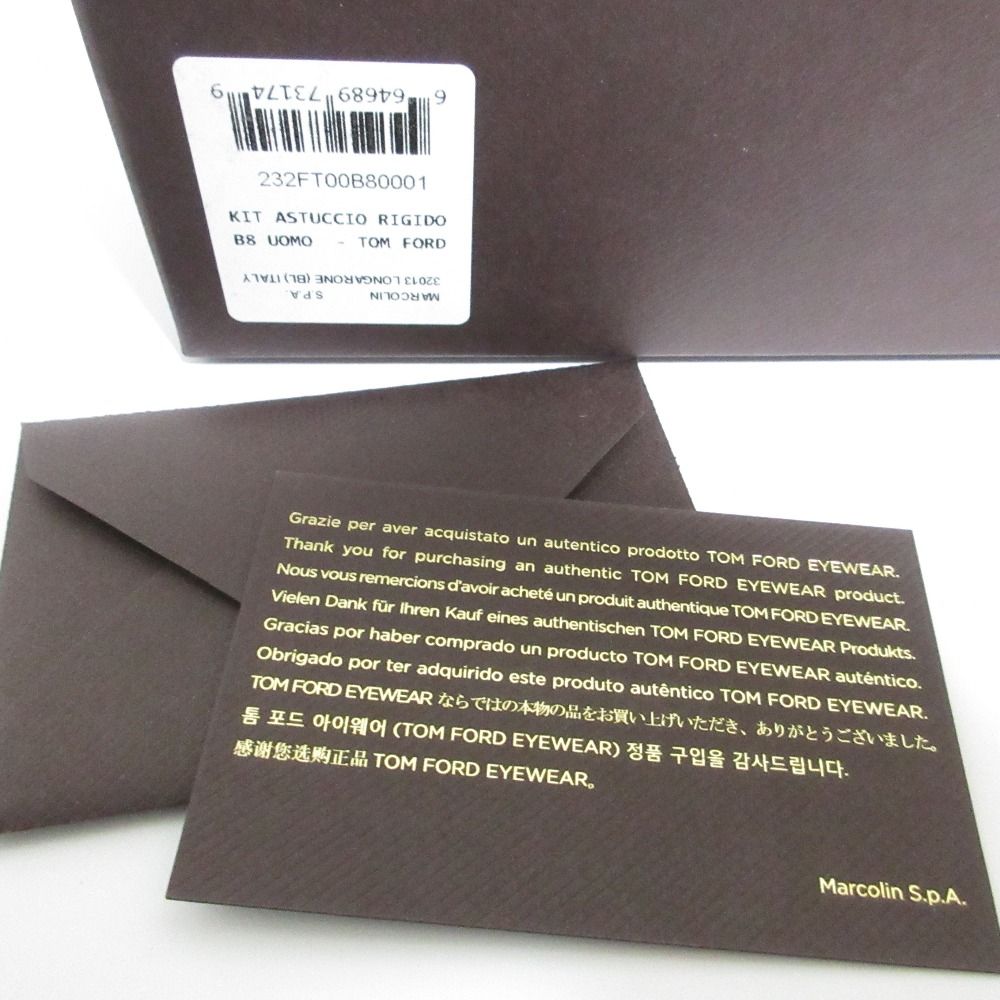 6 64689 73174 9
232FT00B80001
KIT ASTUCCIO RIGIDO
B8 UOMO - TOM FORD
MARCOLIN S.P.A.
32013 LONGARONE (BL) ITALY
Grazie per aver acquistato un autentico prodotto TOM FORD EYEWEAR.
Thank you for purchasing an authentic TOM FORD EYEWEAR product.
Nous vous remercions d'avoir acheté un produit authentique TOM FORD EYEWEAR.
Vielen Dank für Ihren Kauf eines authentischen TOM FORD EYEWEAR Produkts.
Gracias por haber comprado un producto TOM FORD EYEWEAR auténtico.
Obrigado por ter adquirido este produto autêntico TOM FORD EYEWEAR.
TOM FORD EYEWEAR ならではの本物の品をお買い上げいただき、ありがとうございました。
톰 포드 아이웨어 (TOM FORD EYEWEAR) 정품 구입을 감사드립니다.
感谢您选购正品 TOM FORD EYEWEAR。
Marcolin S.p.A.